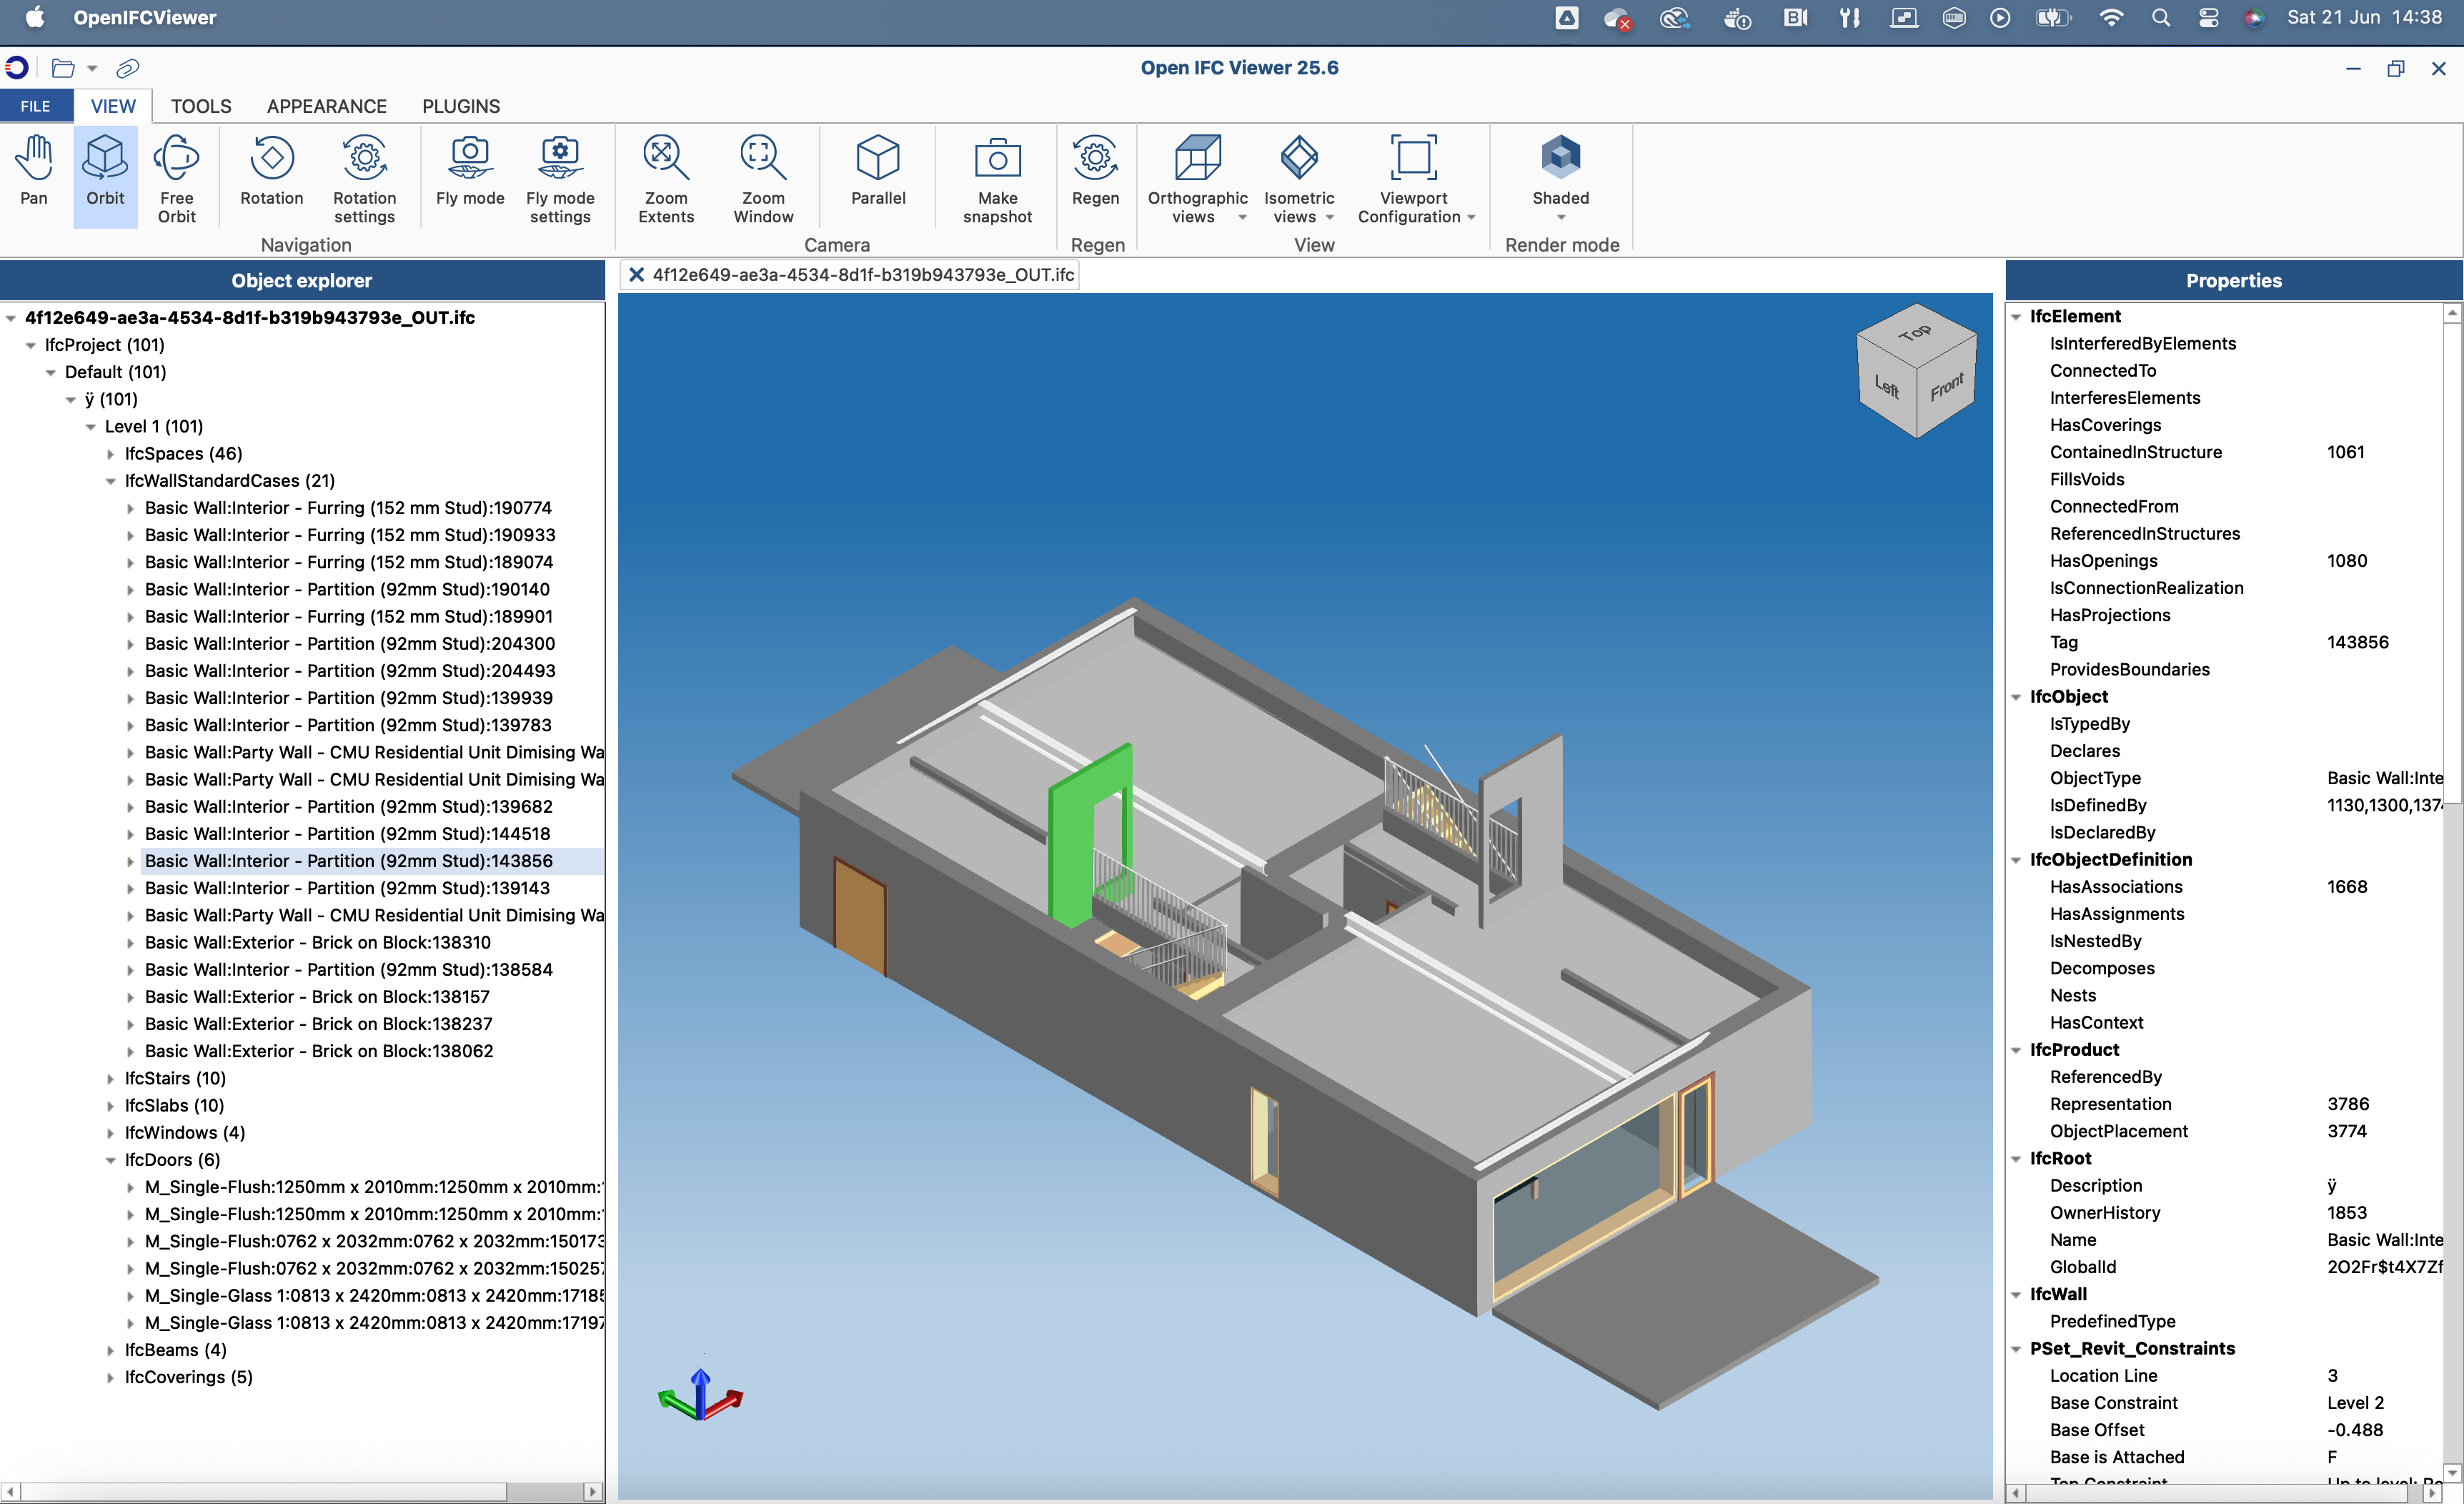 OpenIFCViewer
Sat 21 Jun 14:38
Open IFC Viewer 25.6
FILE VIEW TOOLS APPEARANCE PLUGINS
Pan
Orbit
Free Orbit
Rotation
Rotation settings
Navigation
Fly mode
Fly mode settings
Zoom Extents
Zoom Window
Parallel
Make snapshot
Camera
Regen
Regen
Orthographic views
Isometric views
Viewport Configuration
View
Shaded
Render mode
Object explorer
4f12e649-ae3a-4534-8d1f-b319b943793e_OUT.ifc
IfcProject (101)
Default (101)
ÿ (101)
Level 1 (101)
IfcSpaces (46)
IfcWallStandardCases (21)
Basic Wall:Interior - Furring (152 mm Stud):190774
Basic Wall:Interior - Furring (152 mm Stud):190933
Basic Wall:Interior - Furring (152 mm Stud):189074
Basic Wall:Interior - Partition (92mm Stud):190140
Basic Wall:Interior - Furring (152 mm Stud):189901
Basic Wall:Interior - Partition (92mm Stud):204300
Basic Wall:Interior - Partition (92mm Stud):204493
Basic Wall:Interior - Partition (92mm Stud):139939
Basic Wall:Interior - Partition (92mm Stud):139783
Basic Wall:Party Wall - CMU Residential Unit Dimising Wa
Basic Wall:Party Wall - CMU Residential Unit Dimising Wa
Basic Wall:Interior - Partition (92mm Stud):139682
Basic Wall:Interior - Partition (92mm Stud):144518
Basic Wall:Interior - Partition (92mm Stud):143856
Basic Wall:Interior - Partition (92mm Stud):139143
Basic Wall:Party Wall - CMU Residential Unit Dimising Wa
Basic Wall:Exterior - Brick on Block:138310
Basic Wall:Interior - Partition (92mm Stud):138584
Basic Wall:Exterior - Brick on Block:138157
Basic Wall:Exterior - Brick on Block:138237
Basic Wall:Exterior - Brick on Block:138062
IfcStairs (10)
IfcSlabs (10)
IfcWindows (4)
IfcDoors (6)
M_Single-Flush:1250mm x 2010mm:1250mm x 2010mm:
M_Single-Flush:1250mm x 2010mm:1250mm x 2010mm:
M_Single-Flush:0762 x 2032mm:0762 x 2032mm:150173
M_Single-Flush:0762 x 2032mm:0762 x 2032mm:15025
M_Single-Glass 1:0813 x 2420mm:0813 x 2420mm:1718
M_Single-Glass 1:0813 x 2420mm:0813 x 2420mm:1719
IfcBeams (4)
IfcCoverings (5)
4f12e649-ae3a-4534-8d1f-b319b943793e_OUT.ifc
Top
Left
Front
Properties
IfcElement
IsInterferedByElements
ConnectedTo
InterferesElements
HasCoverings
ContainedInStructure 1061
FillsVoids
ConnectedFrom
ReferencedInStructures
HasOpenings 1080
IsConnectionRealization
HasProjections
Tag 143856
ProvidesBoundaries
IfcObject
IsTypedBy
Declares
ObjectType Basic Wall:Inte
IsDefinedBy 1130,1300,137
IsDeclaredBy
IfcObjectDefinition
HasAssociations 1668
HasAssignments
IsNestedBy
Decomposes
Nests
HasContext
IfcProduct
ReferencedBy
Representation 3786
ObjectPlacement 3774
IfcRoot
Description ÿ
OwnerHistory 1853
Name Basic Wall:Inte
GlobalId 2O2Fr$t4X7Zf
IfcWall
PredefinedType
PSet_Revit_Constraints
Location Line 3
Base Constraint Level 2
Base Offset -0.488
Base is Attached F
Top Constraint Up to level: